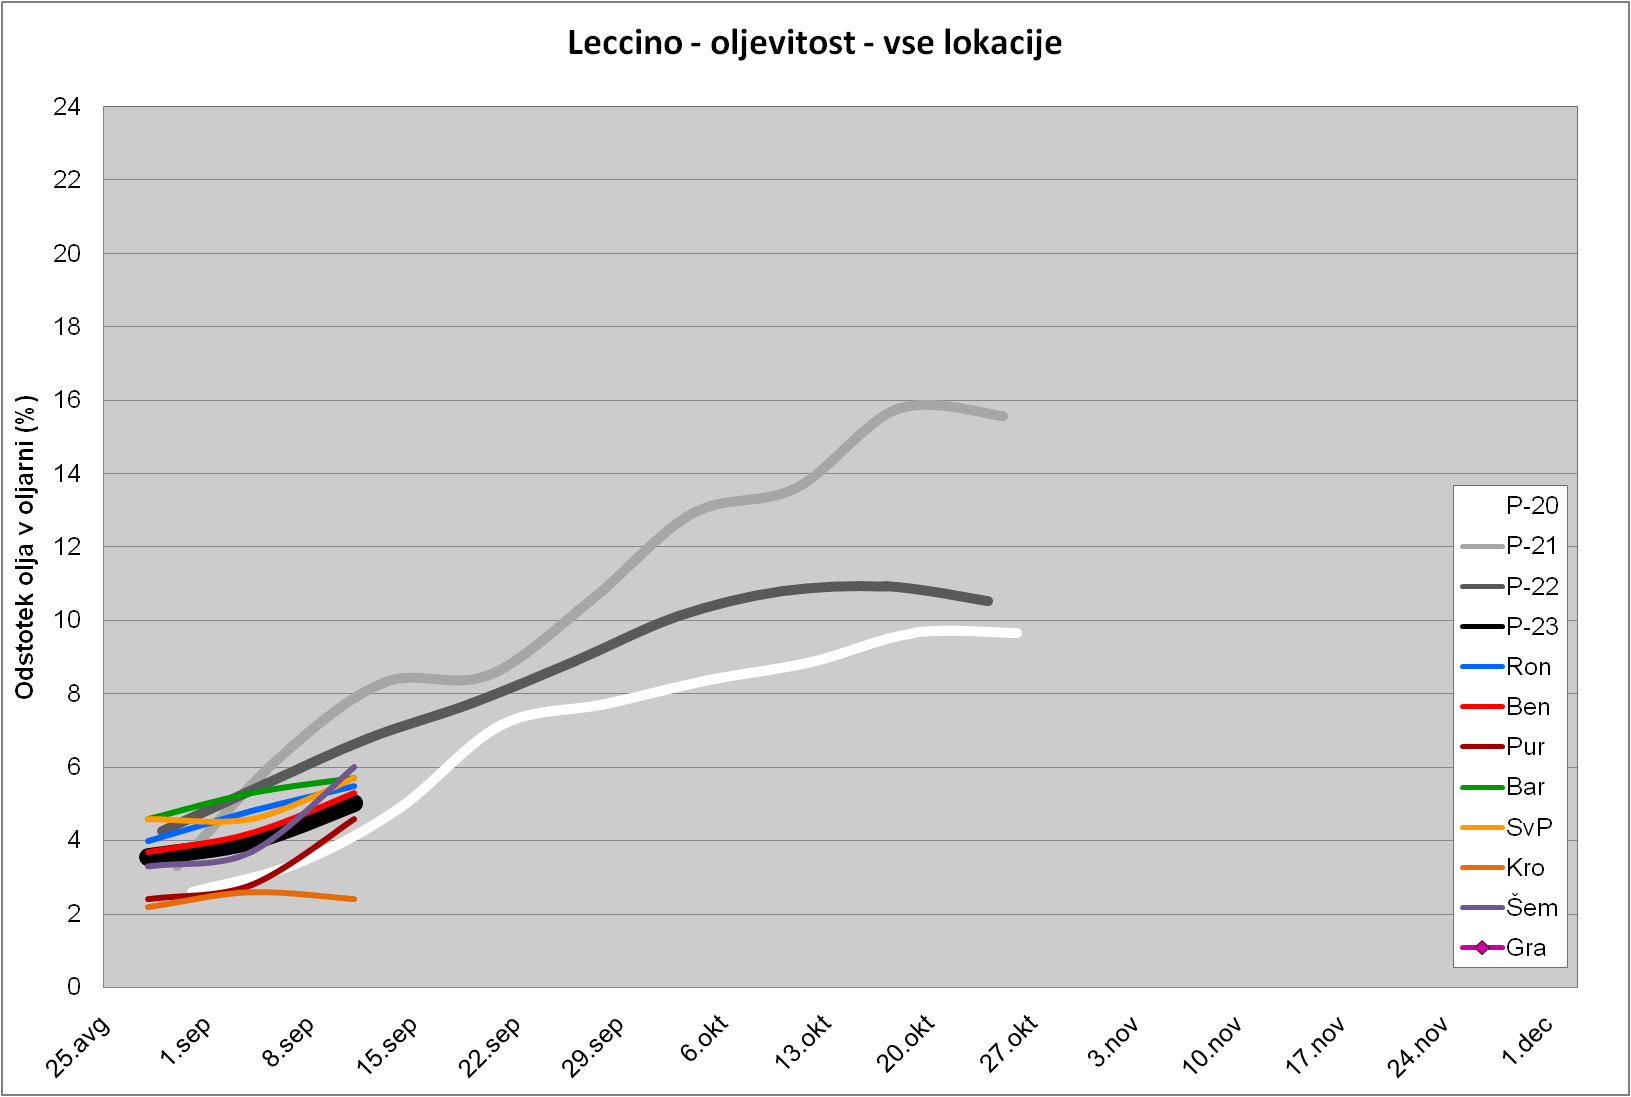 Leccino - oljevitost - vse lokacije
Odstotek olja v oljarni (%)
24
22
20
18
16
14
12
10
8
6
4
2
0
25.avg
1.sep
8.sep
15.sep
22.sep
29.sep
6.okt
13.okt
20.okt
27.okt
3.nov
10.nov
17.nov
24.nov
1.dec
P-20
P-21
P-22
P-23
Ron
Ben
Pur
Bar
SvP
Kro
Šem
Gra